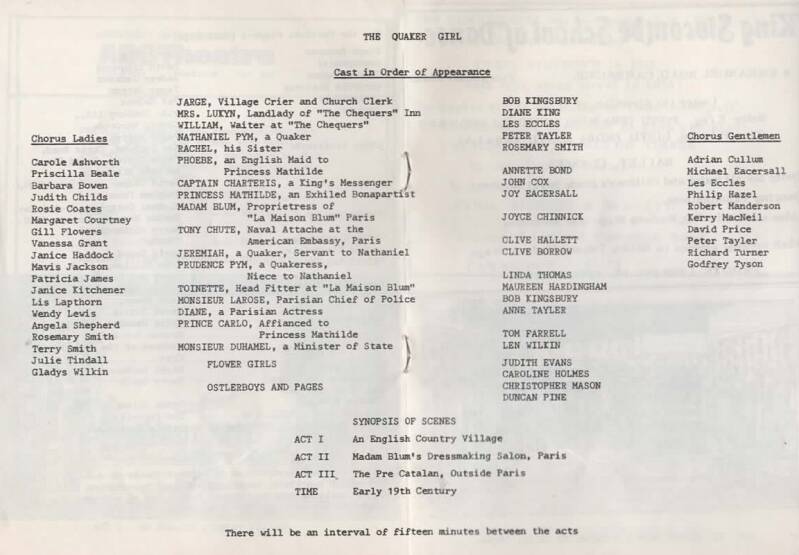 THE QUAKER GIRL
Cast in Order of Appearance
Chorus Ladies
Carole Ashworth
Priscilla Beale
Barbara Bowen
Judith Childs
Rosie Coates
Margaret Courtney
Gill Flowers
Vanessa Grant
Janice Haddock
Mavis Jackson
Patricia James
Janice Kitchener
Lis Lapthorn
Wendy Lewis
Angela Shepherd
Rosemary Smith
Terry Smith
Julie Tindall
Gladys Wilkin
JARGE, Village Crier and Church Clerk
MRS. LUKYN, Landlady of "The Chequers" Inn
WILLIAM, Waiter at "The Chequers"
NATHANIEL PYM, a Quaker
RACHEL, his Sister
PHOEBE, an English Maid to
Princess Mathilde
CAPTAIN CHARTERIS, a King's Messenger
PRINCESS MATHILDE, an Exhiled Bonapartist
MADAM BLUM, Proprietress of
"La Maison Blum" Paris
TONY CHUTE, Naval Attache at the
American Embassy, Paris
JEREMIAH, a Quaker, Servant to Nathaniel
PRUDENCE PYM, a Quakeress,
Niece to Nathaniel
TOINETTE, Head Fitter at "La Maison Blum"
MONSIEUR LAROSE, Parisian Chief of Police
DIANE, a Parisian Actress
PRINCE CARLO, Affianced to
Princess Mathilde
MONSIEUR DUHAMEL, a Minister of State
FLOWER GIRLS
OSTLERBOYS AND PAGES
BOB KINGSBURY
DIANE KING
LES ECCLES
PETER TAYLER
ROSEMARY SMITH
ANNETTE BOND
JOHN COX
JOY EACERSALL
JOYCE CHINNICK
CLIVE HALLETT
CLIVE BORROW
LINDA THOMAS
MAUREEN HARDINGHAM
BOB KINGSBURY
ANNE TAYLER
TOM FARRELL
LEN WILKIN
JUDITH EVANS
CAROLINE HOLMES
CHRISTOPHER MASON
DUNCAN PINE
Chorus Gentlemen
Adrian Cullum
Michael Eacersall
Les Eccles
Philip Hazel
Robert Manderson
Kerry MacNeil
David Price
Peter Tayler
Richard Turner
Godfrey Tyson
SYNOPSIS OF SCENES
ACT I An English Country Village
ACT II Madam Blum's Dressmaking Salon, Paris
ACT III. The Pre Catalan, Outside Paris
TIME Early 19th Century
There will be an interval of fifteen minutes between the acts